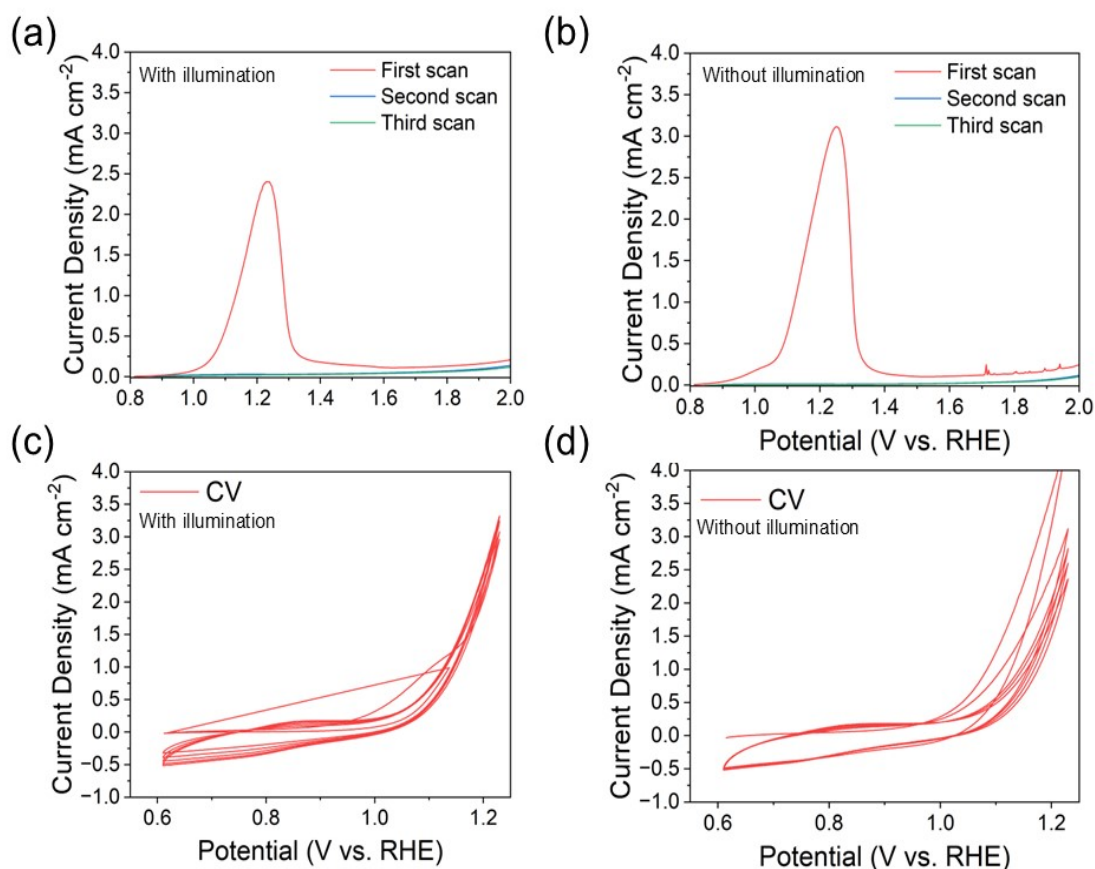 (a)
Current Density (mA cm⁻²)
4.0
3.5
3.0
2.5
2.0
1.5
1.0
0.5
0.0
With illumination
First scan
Second scan
Third scan
0.8 1.0 1.2 1.4 1.6 1.8 2.0
(b)
Current Density (mA cm⁻²)
4.0
3.5
3.0
2.5
2.0
1.5
1.0
0.5
0.0
Without illumination
First scan
Second scan
Third scan
0.8 1.0 1.2 1.4 1.6 1.8 2.0
Potential (V vs. RHE)
(c)
Current Density (mA cm⁻²)
4.0
3.5
3.0
2.5
2.0
1.5
1.0
0.5
0.0
−0.5
−1.0
CV
With illumination
0.6 0.8 1.0 1.2
Potential (V vs. RHE)
(d)
Current Density (mA cm⁻²)
4.0
3.5
3.0
2.5
2.0
1.5
1.0
0.5
0.0
−0.5
−1.0
CV
Without illumination
0.6 0.8 1.0 1.2
Potential (V vs. RHE)